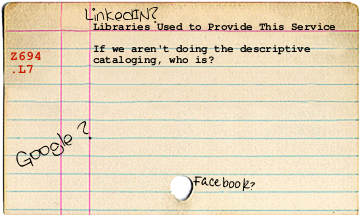 LinkedIN?
Libraries Used to Provide This Service
Z694
.L7
If we aren't doing the descriptive
cataloging, who is?
Google?
Facebook?